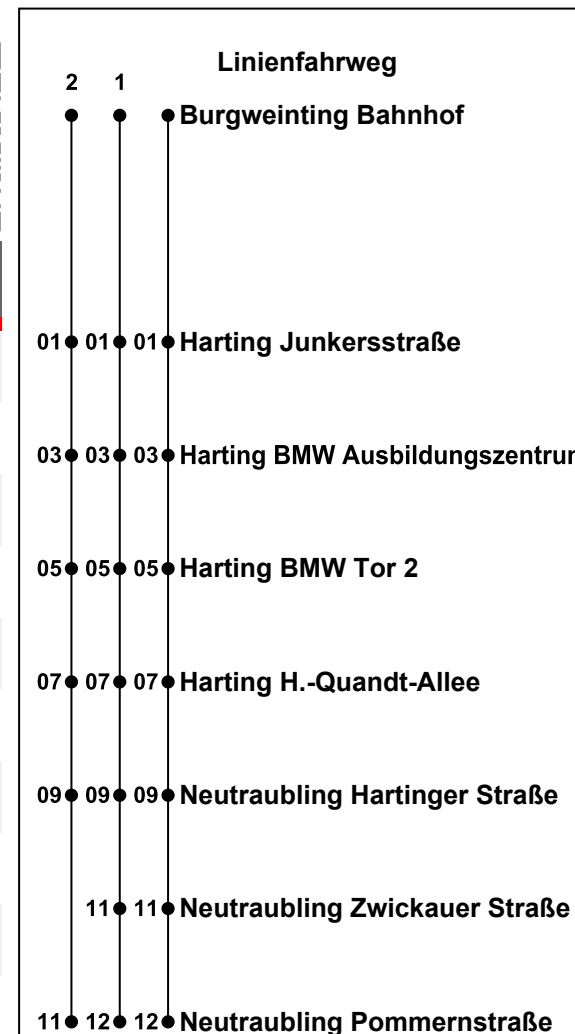 Linienfahrweg
2 1
Burgweinting Bahnhof
01 01 01 Harting Junkersstraße
03 03 03 Harting BMW
05 05 05 Harting BMW Tor 2
07 07 07 Harting H.-Quandt-Allee
09 09 09 Neutraubling Hartinger Straße
11 11 Neutraubling Zwickauer Straße
11 12 12 Neutraubling Pommernstraße